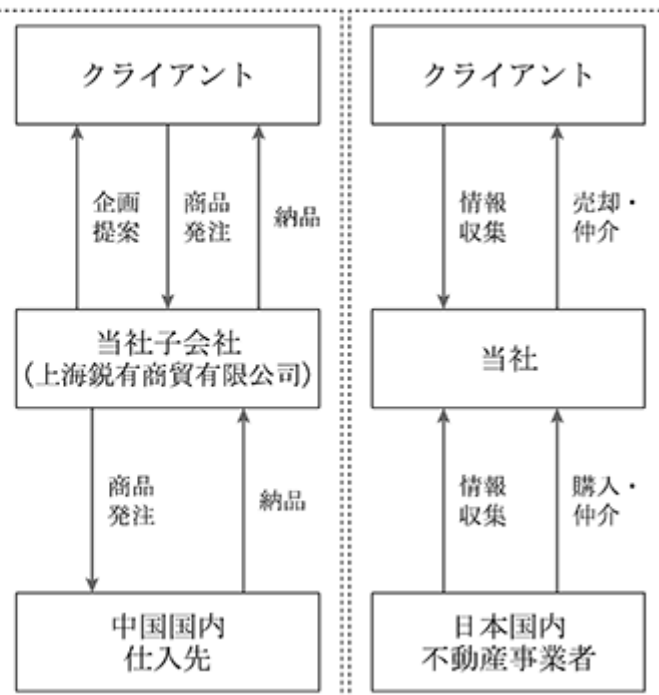 クライアント
企画
提案
商品
発注
納品
当社子会社
（上海鋭有商貿有限公司）
商品
発注
納品
中国国内
仕入先
クライアント
情報
収集
売却・
仲介
当社
情報
収集
購入・
仲介
日本国内
不動産事業者